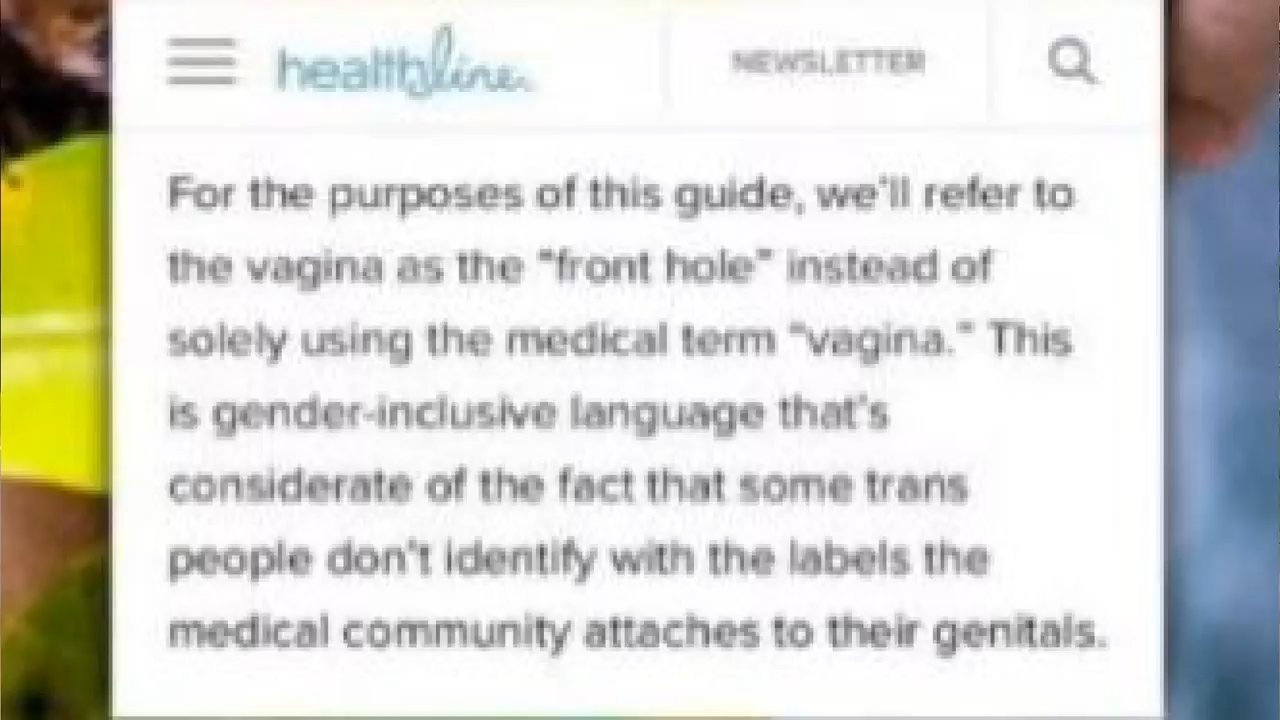 healthline.
NEWSLETTER
For the purposes of this guide, we'll refer to
the vagina as the "front hole" instead of
solely using the medical term "vagina." This
is gender-inclusive language that's
considerate of the fact that some trans
people don't identify with the labels the
medical community attaches to their genitals.